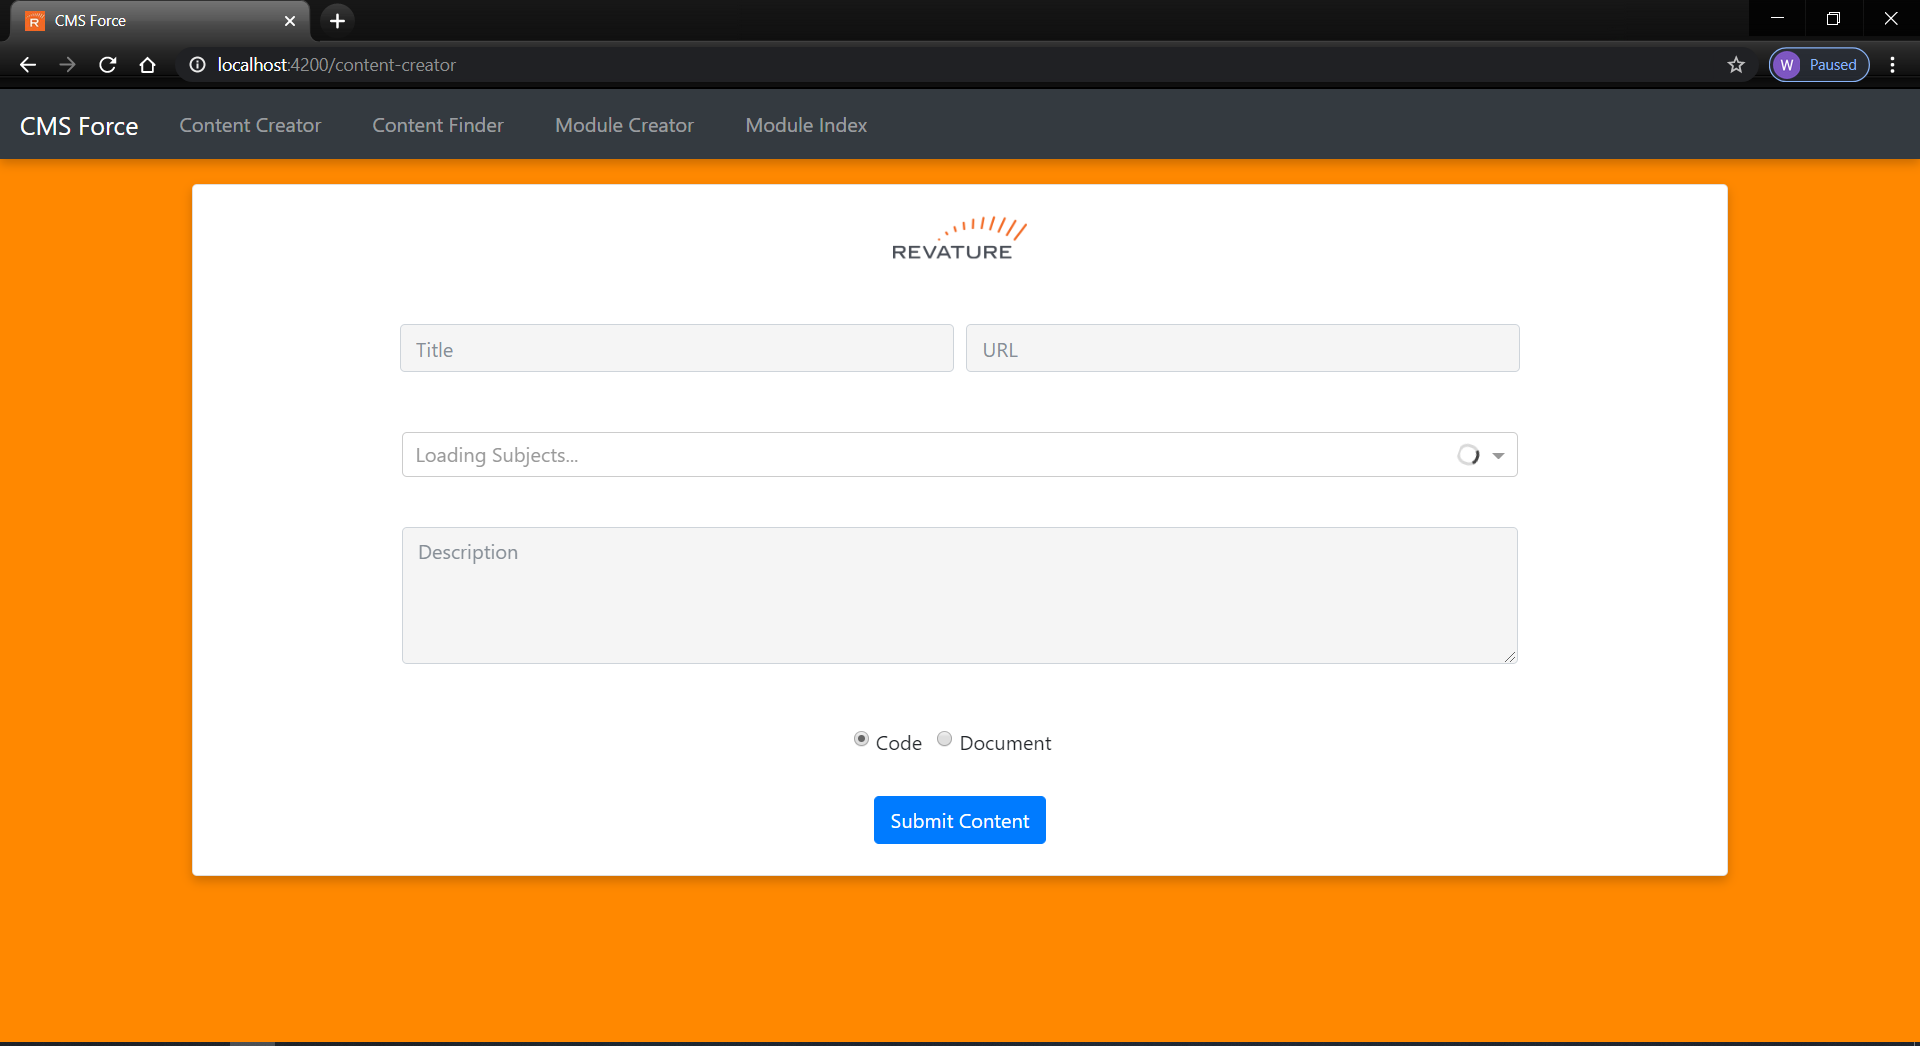 CMS Force
localhost:4200/content-creator
W Paused
CMS Force Content Creator Content Finder Module Creator Module Index
REVATURE
Title URL
Loading Subjects...
Description
Code Document
Submit Content